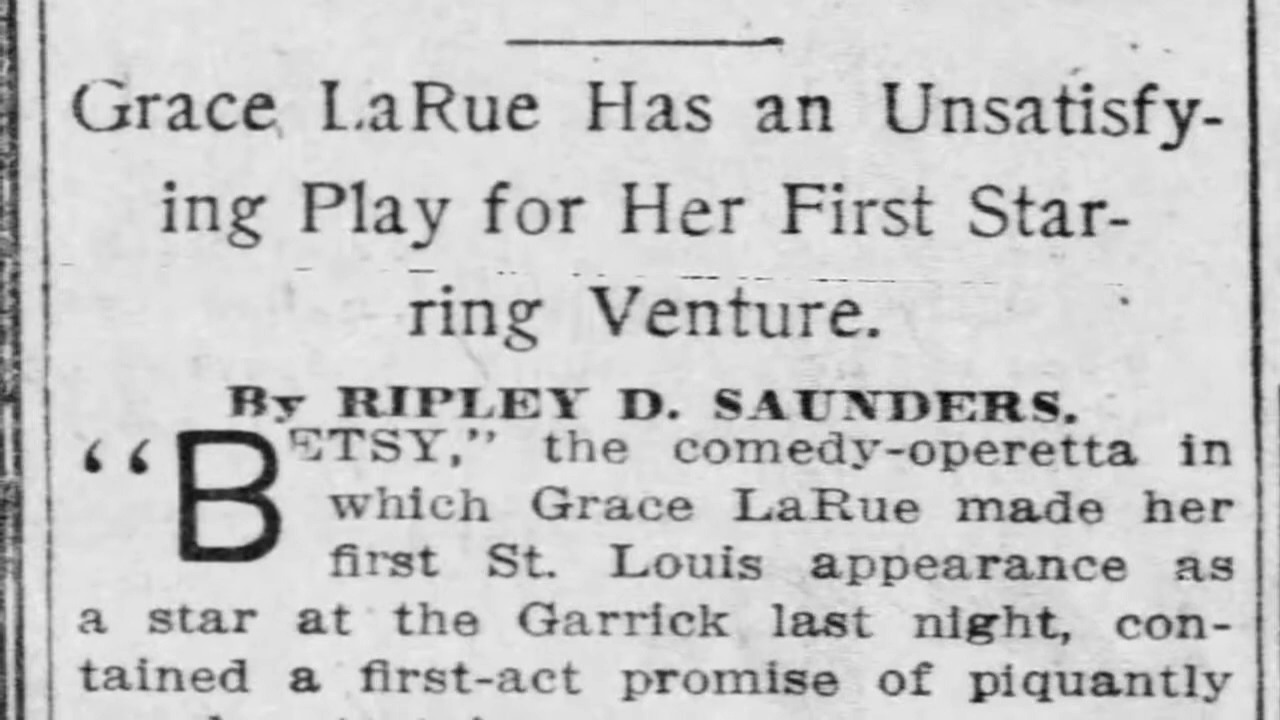 Grace LaRue Has an Unsatisfy-
ing Play for Her First Star-
ring Venture.
By RIPLEY D. SAUNDERS.
“BETSY,” the comedy-operetta in
which Grace LaRue made her
first St. Louis appearance as
a star at the Garrick last night, con-
tained a first-act promise of piquantly